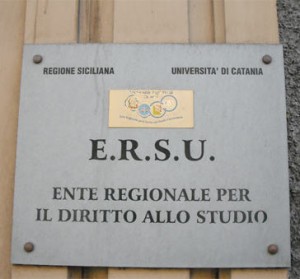 REGIONE SICILIANA UNIVERSITA' DI CATANIA
E.R.S.U.
ENTE REGIONALE PER
IL DIRITTO ALLO STUDIO